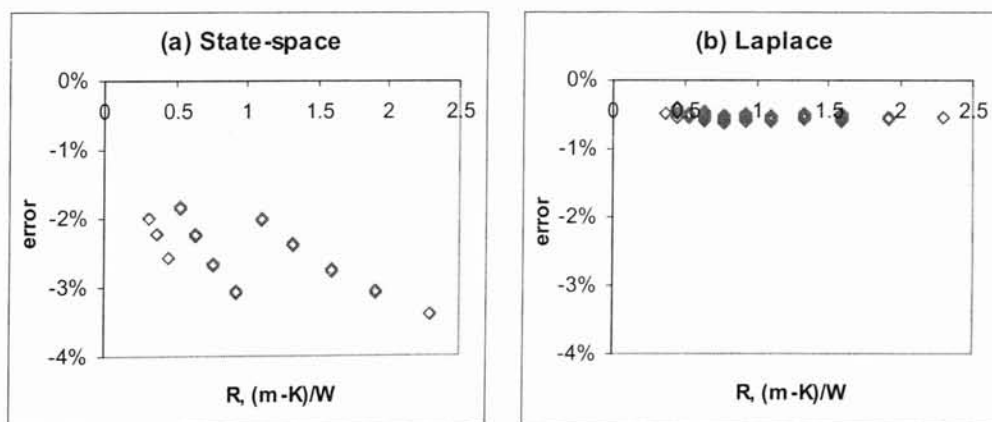 (a) State-space
0%
0 0.5 1 1.5 2 2.5
-1%
-2%
-3%
-4%
error
R, (m-K)/W
(b) Laplace
0%
0 0.5 1 1.5 2 2.5
-1%
-2%
-3%
-4%
error
R, (m-K)/W